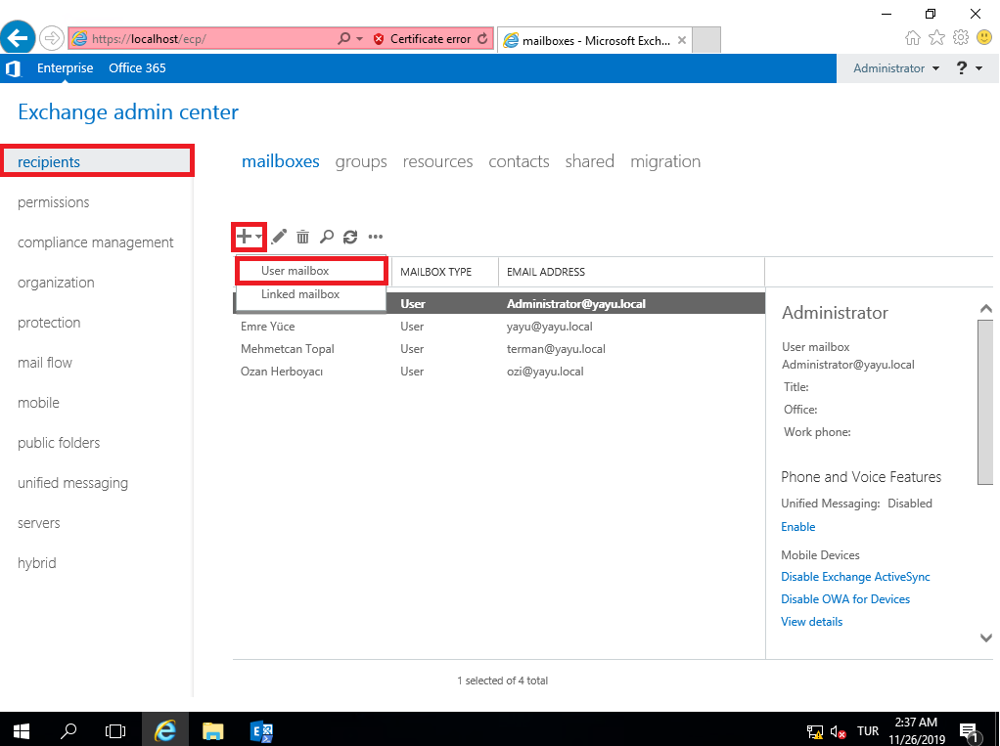 https://localhost/ecp/ Certificate error mailboxes - Microsoft Exch...
Enterprise Office 365 Administrator ?
Exchange admin center
recipients
permissions
compliance management
organization
protection
mail flow
mobile
public folders
unified messaging
servers
hybrid
mailboxes groups resources contacts shared migration
User mailbox
Linked mailbox
MAILBOX TYPE EMAIL ADDRESS
User Administrator@yayu.local
Emre Yüce User yayu@yayu.local
Mehmetcan Topal User terman@yayu.local
Ozan Herboyacı User ozi@yayu.local
1 selected of 4 total
Administrator
User mailbox
Administrator@yayu.local
Title:
Office:
Work phone:
Phone and Voice Features
Unified Messaging: Disabled
Enable
Mobile Devices
Disable Exchange ActiveSync
Disable OWA for Devices
View details
TUR
2:37 AM
11/26/2019
1